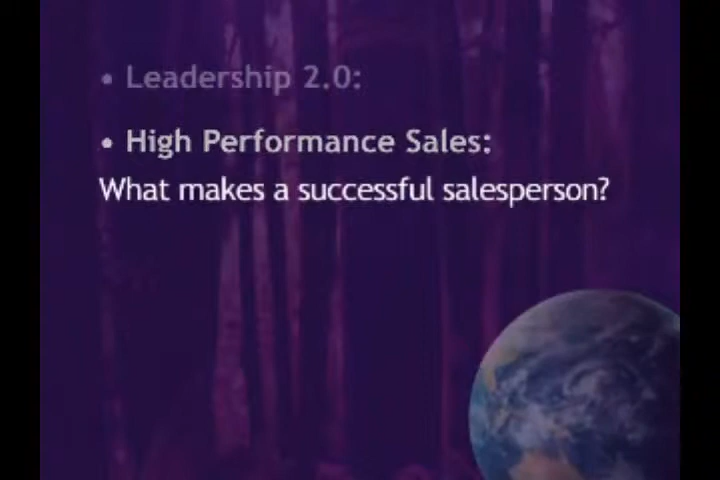 • Leadership 2.0:
• High Performance Sales:
What makes a successful salesperson?